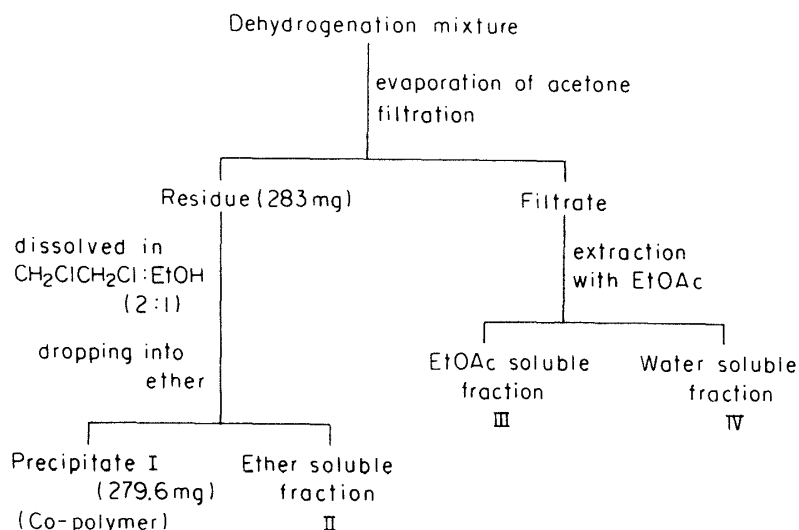 Dehydrogenation mixture
evaporation of acetone
filtration
Residue (283 mg)
Filtrate
dissolved in
CH₂ClCH₂Cl:EtOH
(2:1)
dropping into
ether
extraction
with EtOAc
EtOAc soluble
fraction
III
Water soluble
fraction
IV
Precipitate I
(279.6 mg)
(Co-polymer)
Ether soluble
fraction
II